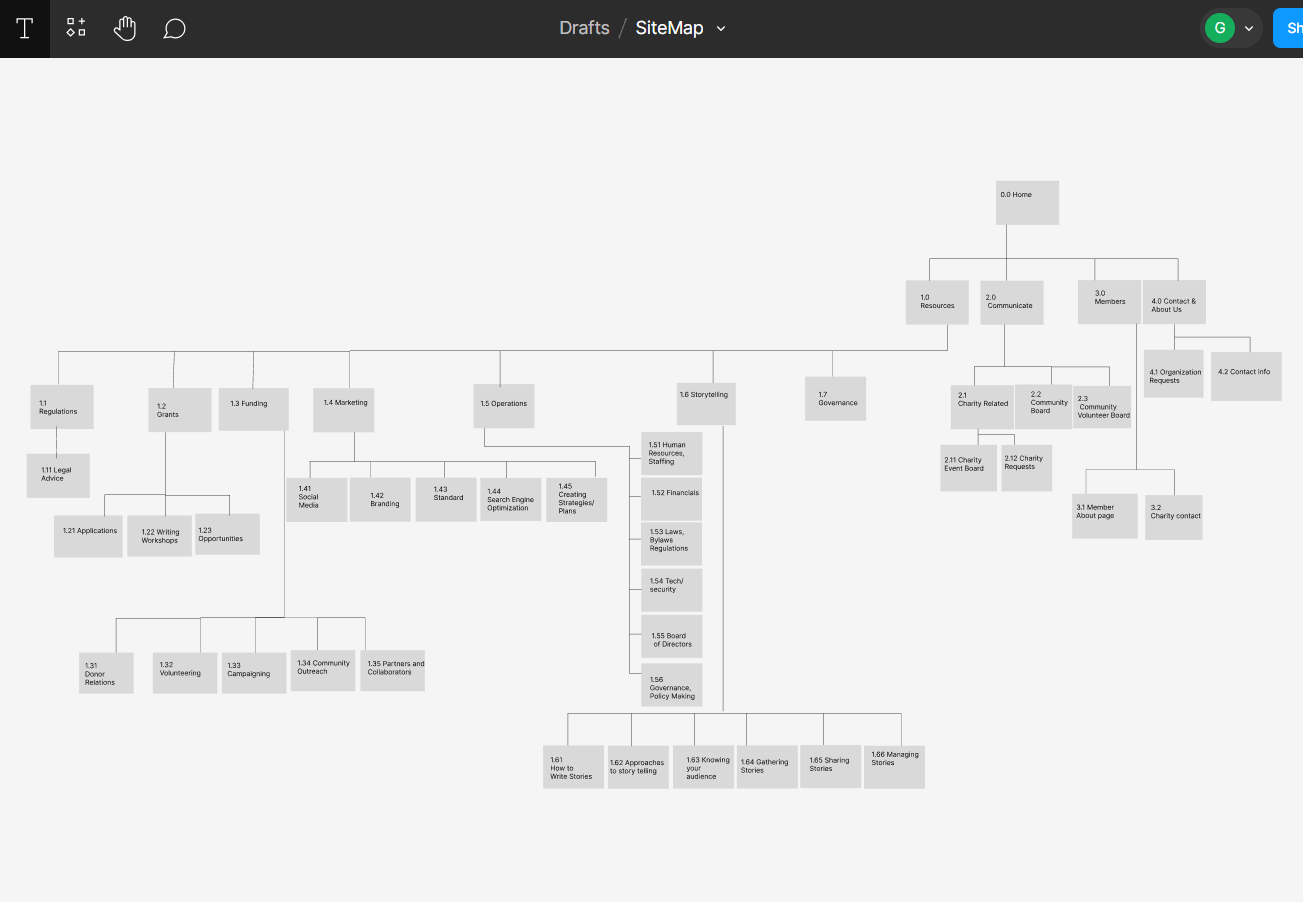 Drafts / SiteMap
G
Sh
0.0 Home
1.0
Resources
2.0
Communicate
3.0
Members
4.0 Contact &
About Us
1.1
Regulations
1.2
Grants
1.3 Funding
1.4 Marketing
1.5 Operations
1.6 Storytelling
1.7
Governance
2.1
Charity Related
2.2
Community
Board
2.3
Community
Volunteer Board
4.1 Organization
Requests
4.2 Contact info
1.11 Legal
Advice
1.21 Applications
1.22 Writing
Workshops
1.23
Opportunities
1.41
Social
Media
1.42
Branding
1.43
Standard
1.44
Search Engine
Optimization
1.45
Creating
Strategies/
Plans
1.51 Human
Resources,
Staffing
1.52 Financials
1.53 Laws,
Bylaws
Regulations
1.54 Tech/
security
1.55 Board
of Directors
1.56
Governance,
Policy Making
2.11 Charity
Event Board
2.12 Charity
Requests
3.1 Member
About page
3.2
Charity contact
1.31
Donor
Relations
1.32
Volunteering
1.33
Campaigning
1.34 Community
Outreach
1.35 Partners and
Collaborators
1.61
How to
Write Stories
1.62 Approaches
to story telling
1.63 Knowing
your
audience
1.64 Gathering
Stories
1.65 Sharing
Stories
1.66 Managing
Stories